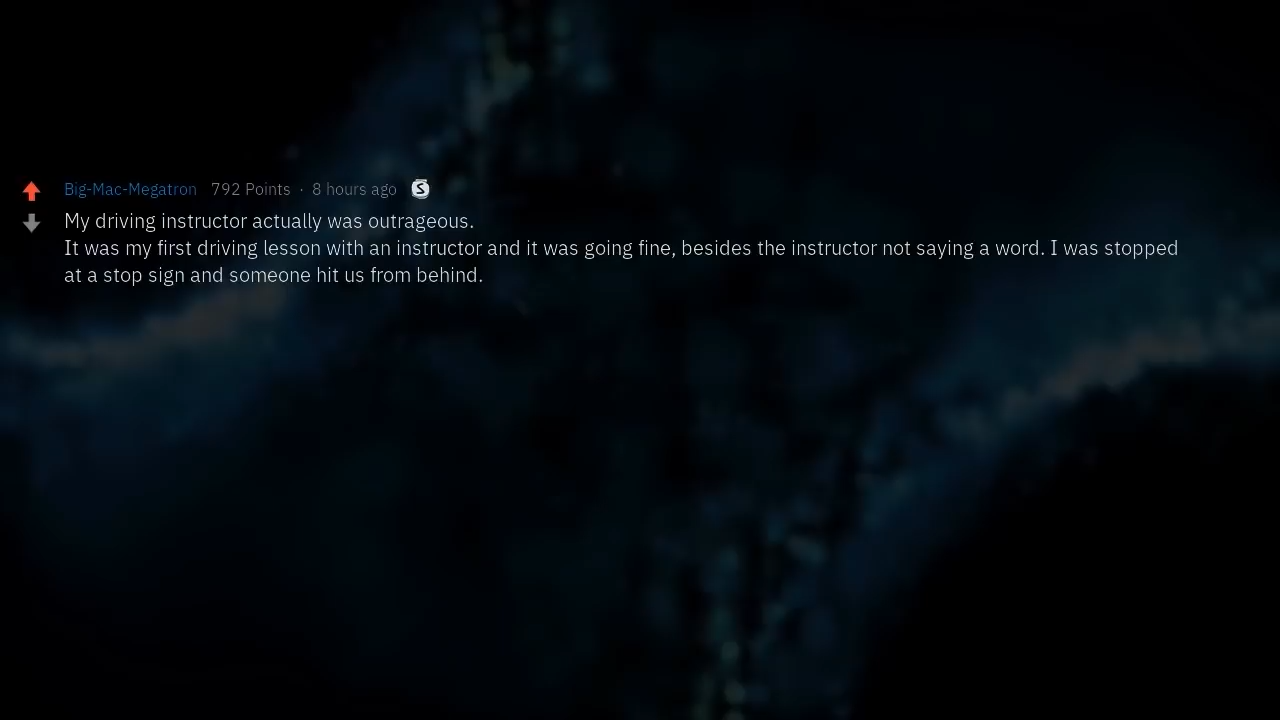 Big-Mac-Megatron 792 Points · 8 hours ago S
My driving instructor actually was outrageous.
It was my first driving lesson with an instructor and it was going fine, besides the instructor not saying a word. I was stopped
at a stop sign and someone hit us from behind.